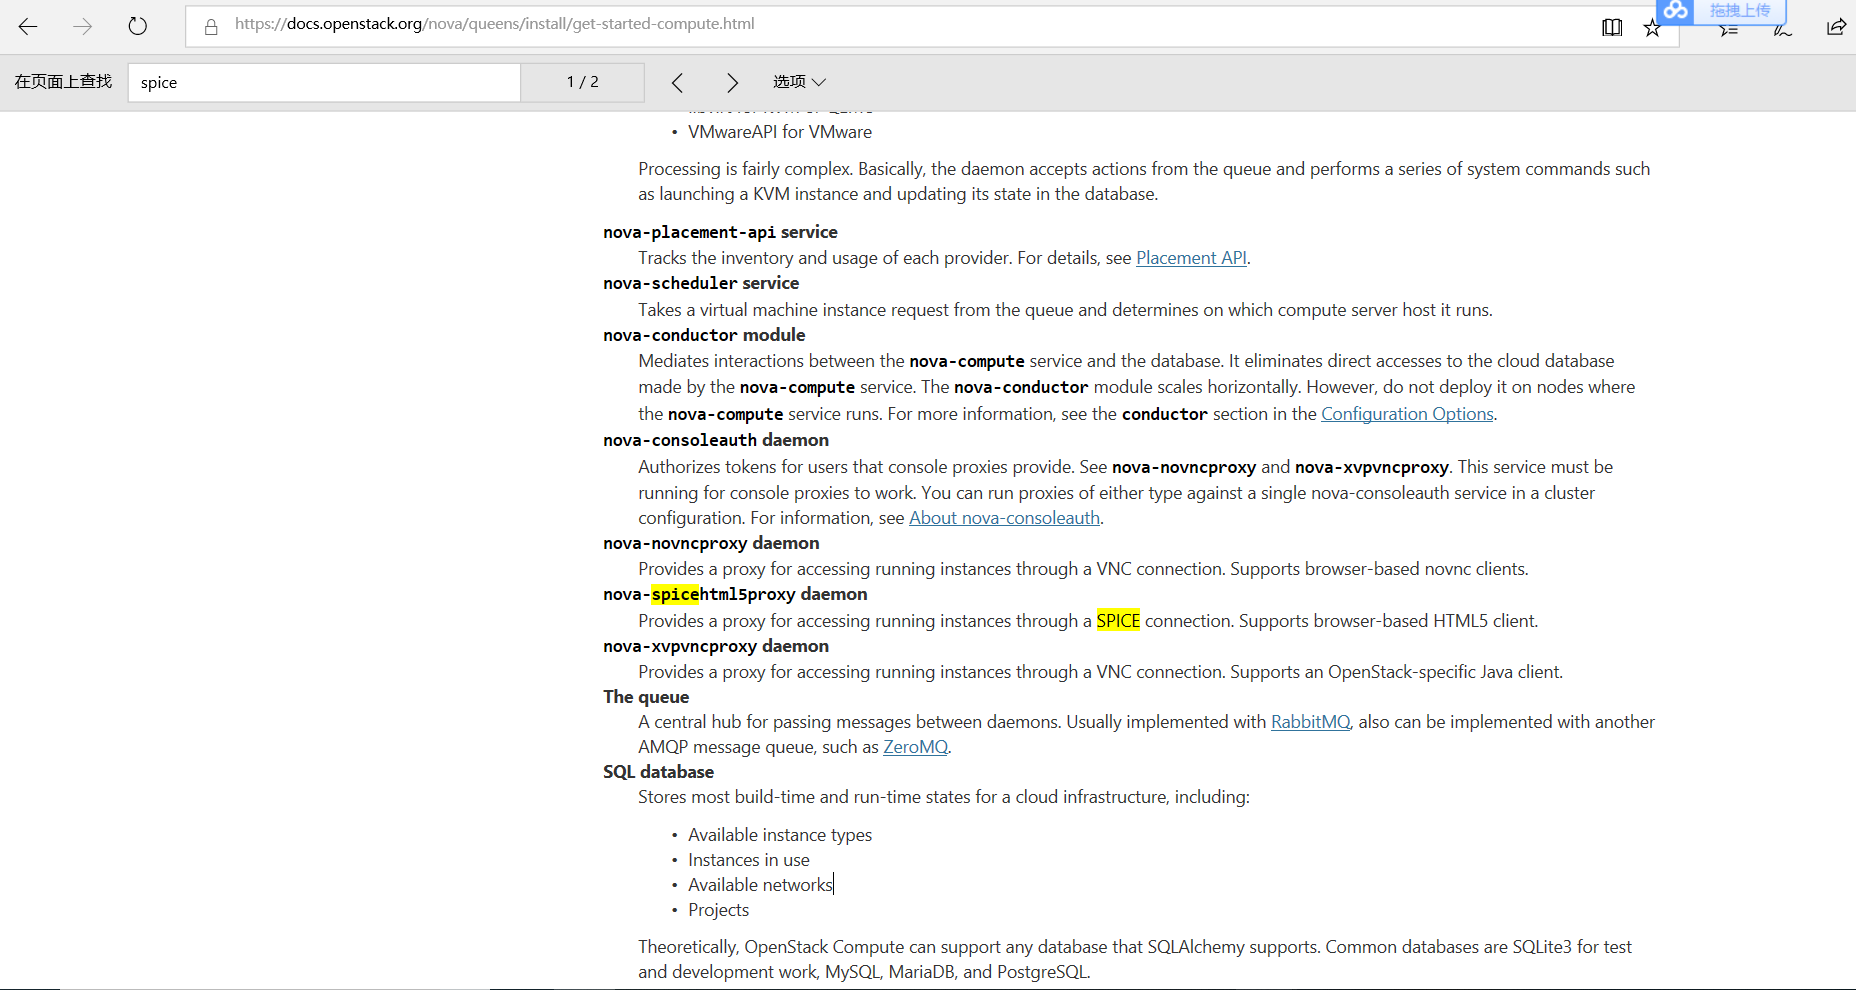 https://docs.openstack.org/nova/queens/install/get-started-compute.html
拖拽上传
在页面上查找
spice
1 / 2
选项
• VMwareAPI for VMware
Processing is fairly complex. Basically, the daemon accepts actions from the queue and performs a series of system commands such
as launching a KVM instance and updating its state in the database.
nova-placement-api service
Tracks the inventory and usage of each provider. For details, see Placement API.
nova-scheduler service
Takes a virtual machine instance request from the queue and determines on which compute server host it runs.
nova-conductor module
Mediates interactions between the nova-compute service and the database. It eliminates direct accesses to the cloud database
made by the nova-compute service. The nova-conductor module scales horizontally. However, do not deploy it on nodes where
the nova-compute service runs. For more information, see the conductor section in the Configuration Options.
nova-consoleauth daemon
Authorizes tokens for users that console proxies provide. See nova-novncproxy and nova-xvpvncproxy. This service must be
running for console proxies to work. You can run proxies of either type against a single nova-consoleauth service in a cluster
configuration. For information, see About nova-consoleauth.
nova-novncproxy daemon
Provides a proxy for accessing running instances through a VNC connection. Supports browser-based novnc clients.
nova-spicehtml5proxy daemon
Provides a proxy for accessing running instances through a SPICE connection. Supports browser-based HTML5 client.
nova-xvpvncproxy daemon
Provides a proxy for accessing running instances through a VNC connection. Supports an OpenStack-specific Java client.
The queue
A central hub for passing messages between daemons. Usually implemented with RabbitMQ, also can be implemented with another
AMQP message queue, such as ZeroMQ.
SQL database
Stores most build-time and run-time states for a cloud infrastructure, including:
• Available instance types
• Instances in use
• Available networks
• Projects
Theoretically, OpenStack Compute can support any database that SQLAlchemy supports. Common databases are SQLite3 for test
and development work, MySQL, MariaDB, and PostgreSQL.